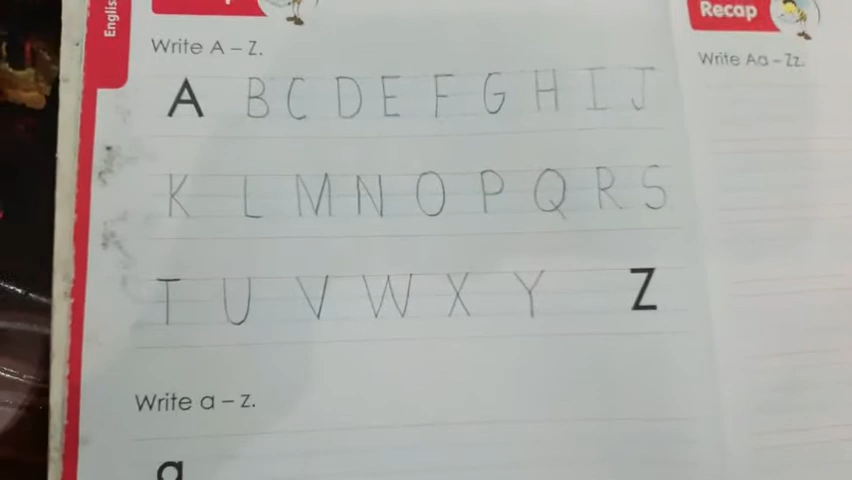 Englis
Recap
Write A – Z.
Write Aa – Zz.
A B C D E F G H I J
K L M N O P Q R S
T U V W X Y Z
Write a – z.
a